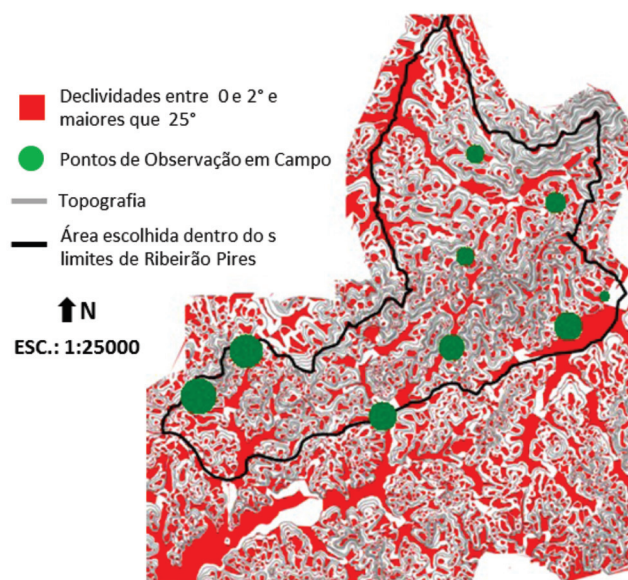 Declividades entre 0 e 2° e
maiores que 25°
Pontos de Observação em Campo
Topografia
Área escolhida dentro do s
limites de Ribeirão Pires
N
ESC.: 1:25000